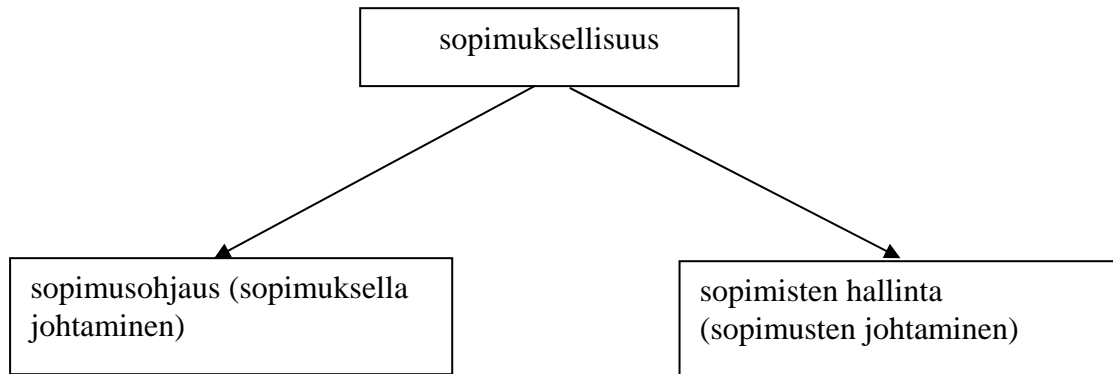 sopimuksellisuus
sopimusohjaus (sopimuksella
johtaminen)
sopimisten hallinta
(sopimusten johtaminen)